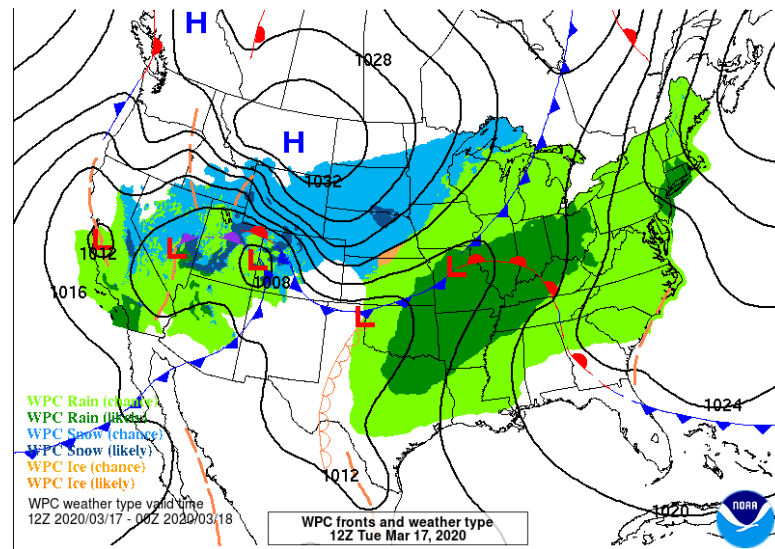 H
1028
H
1032
L
1012
L
L
1008
L
1016
L
1024
WPC Rain (chance)
WPC Rain (likely)
WPC Snow (chance)
WPC Snow (likely)
WPC Ice (chance)
WPC Ice (likely)
1012
WPC weather type valid time
12Z 2020/03/17 - 00Z 2020/03/18
WPC fronts and weather type
12Z Tue Mar 17, 2020
1020
NOAA